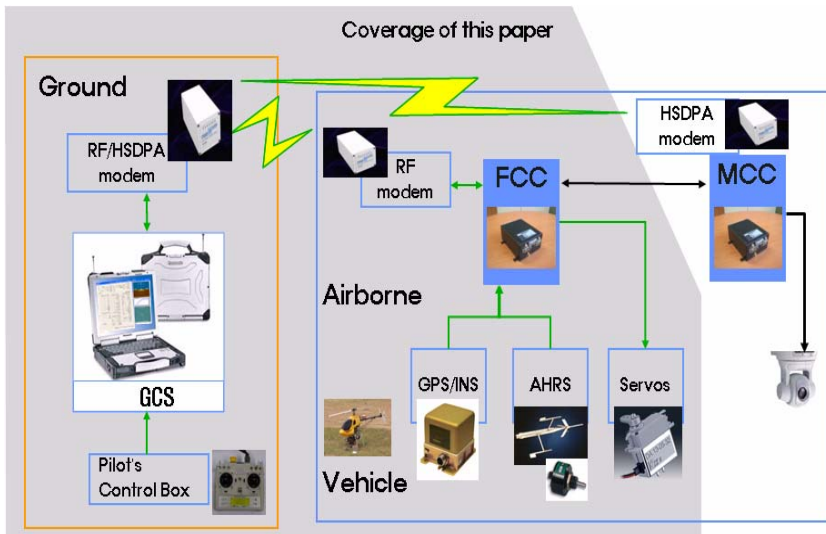 Coverage of this paper
Ground
RF/HSDPA
modem
GCS
Pilot's
Control Box
HSDPA
modem
RF
modem
FCC
MCC
Airborne
GPS/INS
AHRS
Servos
Vehicle